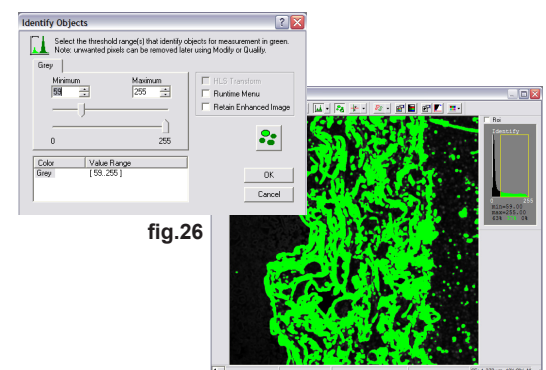 Identify Objects
Select the threshold range(s) that identify objects for measurement in green.
Note: unwanted pixels can be removed later using Modify or Quality.
Grey
Minimum Maximum
59 255
0 255
HLS Transform
Runtime Menu
Retain Enhanced Image
Color Value Range
Grey [ 59..255 ]
OK
Cancel
fig.26
Roi
Identify
0 255
min=59.00
max=255.00